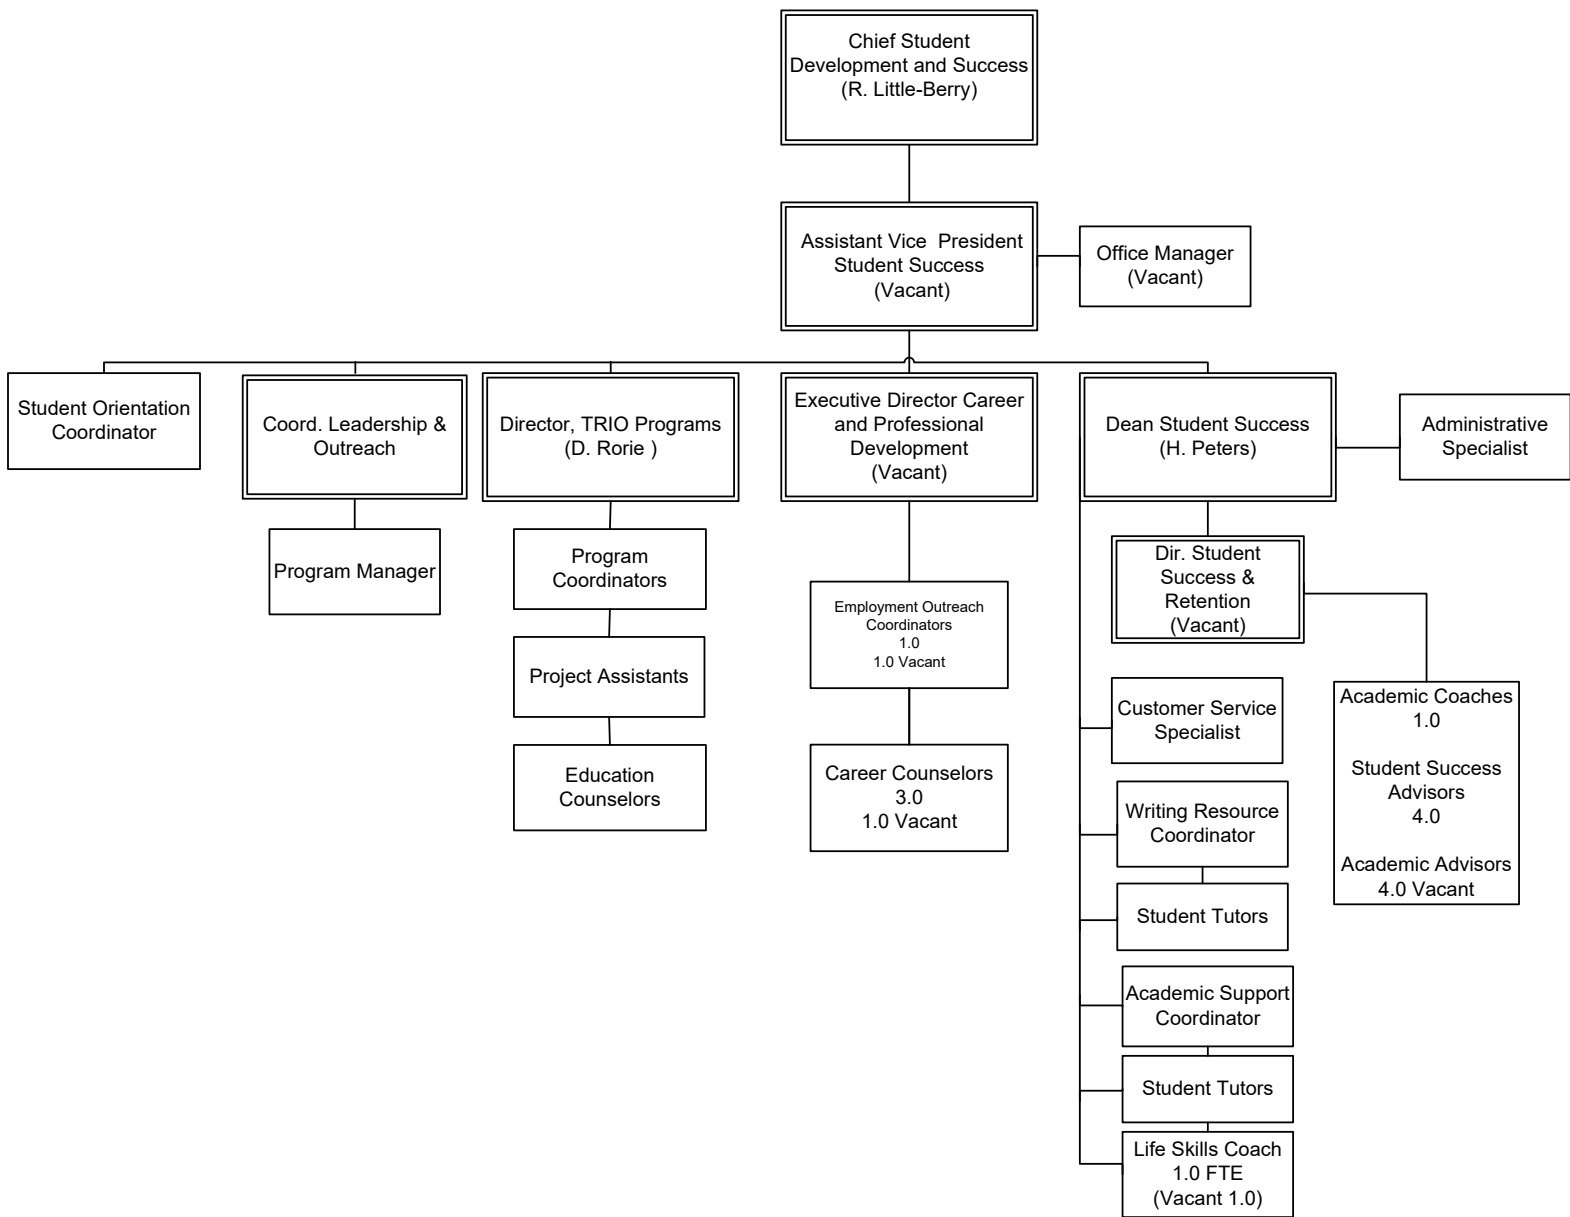 Chief Student
Development and Success
(R. Little-Berry)
Assistant Vice President
Student Success
(Vacant)
Office Manager
(Vacant)
Student Orientation
Coordinator
Coord. Leadership &
Outreach
Director, TRIO Programs
(D. Rorie )
Executive Director Career
and Professional
Development
(Vacant)
Dean Student Success
(H. Peters)
Administrative
Specialist
Program Manager
Program
Coordinators
Project Assistants
Education
Counselors
Employment Outreach
Coordinators
1.0
1.0 Vacant
Career Counselors
3.0
1.0 Vacant
Dir. Student
Success &
Retention
(Vacant)
Customer Service
Specialist
Writing Resource
Coordinator
Student Tutors
Academic Support
Coordinator
Student Tutors
Life Skills Coach
1.0 FTE
(Vacant 1.0)
Academic Coaches
1.0
Student Success
Advisors
4.0
Academic Advisors
4.0 Vacant